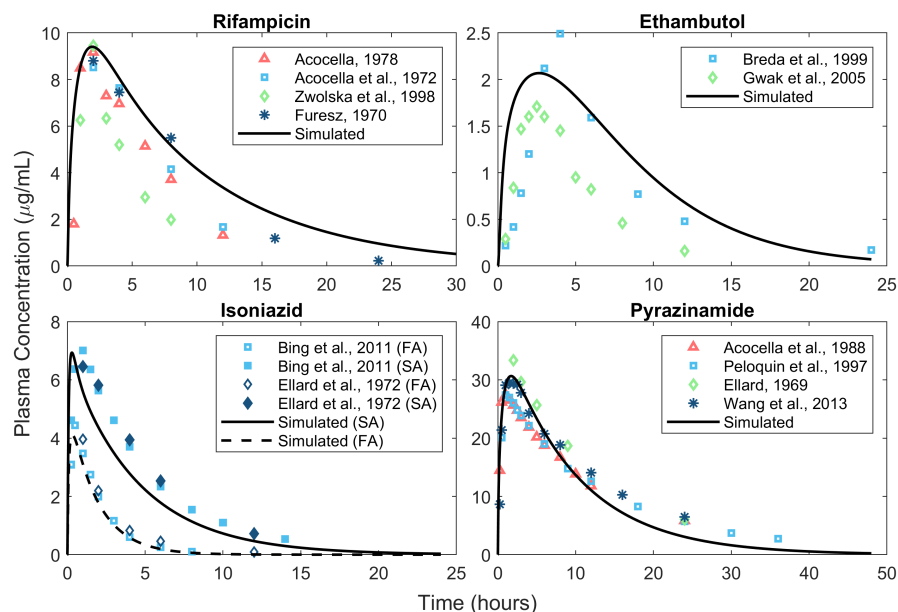 Rifampicin
Ethambutol
10
8
6
4
2
0
0
5
10
15
20
25
30
Acocella, 1978
Acocella et al., 1972
Zwolska et al., 1998
Furesz, 1970
Simulated
2.5
2
1.5
1
0.5
0
0
5
10
15
20
25
Breda et al., 1999
Gwak et al., 2005
Simulated
Plasma Concentration (μg/mL)
Isoniazid
Pyrazinamide
8
6
4
2
0
0
5
10
15
20
25
Bing et al., 2011 (FA)
Bing et al., 2011 (SA)
Ellard et al., 1972 (FA)
Ellard et al., 1972 (SA)
Simulated (SA)
Simulated (FA)
40
30
20
10
0
0
10
20
30
40
50
Acocella et al., 1988
Peloquin et al., 1997
Ellard, 1969
Wang et al., 2013
Simulated
Time (hours)